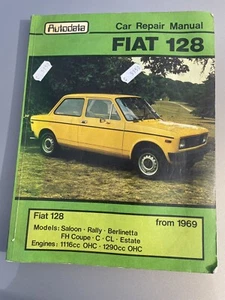 Autodata
Car Repair Manual
FIAT 128
Fiat 128
from 1969
Models: Saloon · Rally · Berlinetta
FH Coupe · C · CL · Estate
Engines: 1116cc OHC · 1290cc OHC